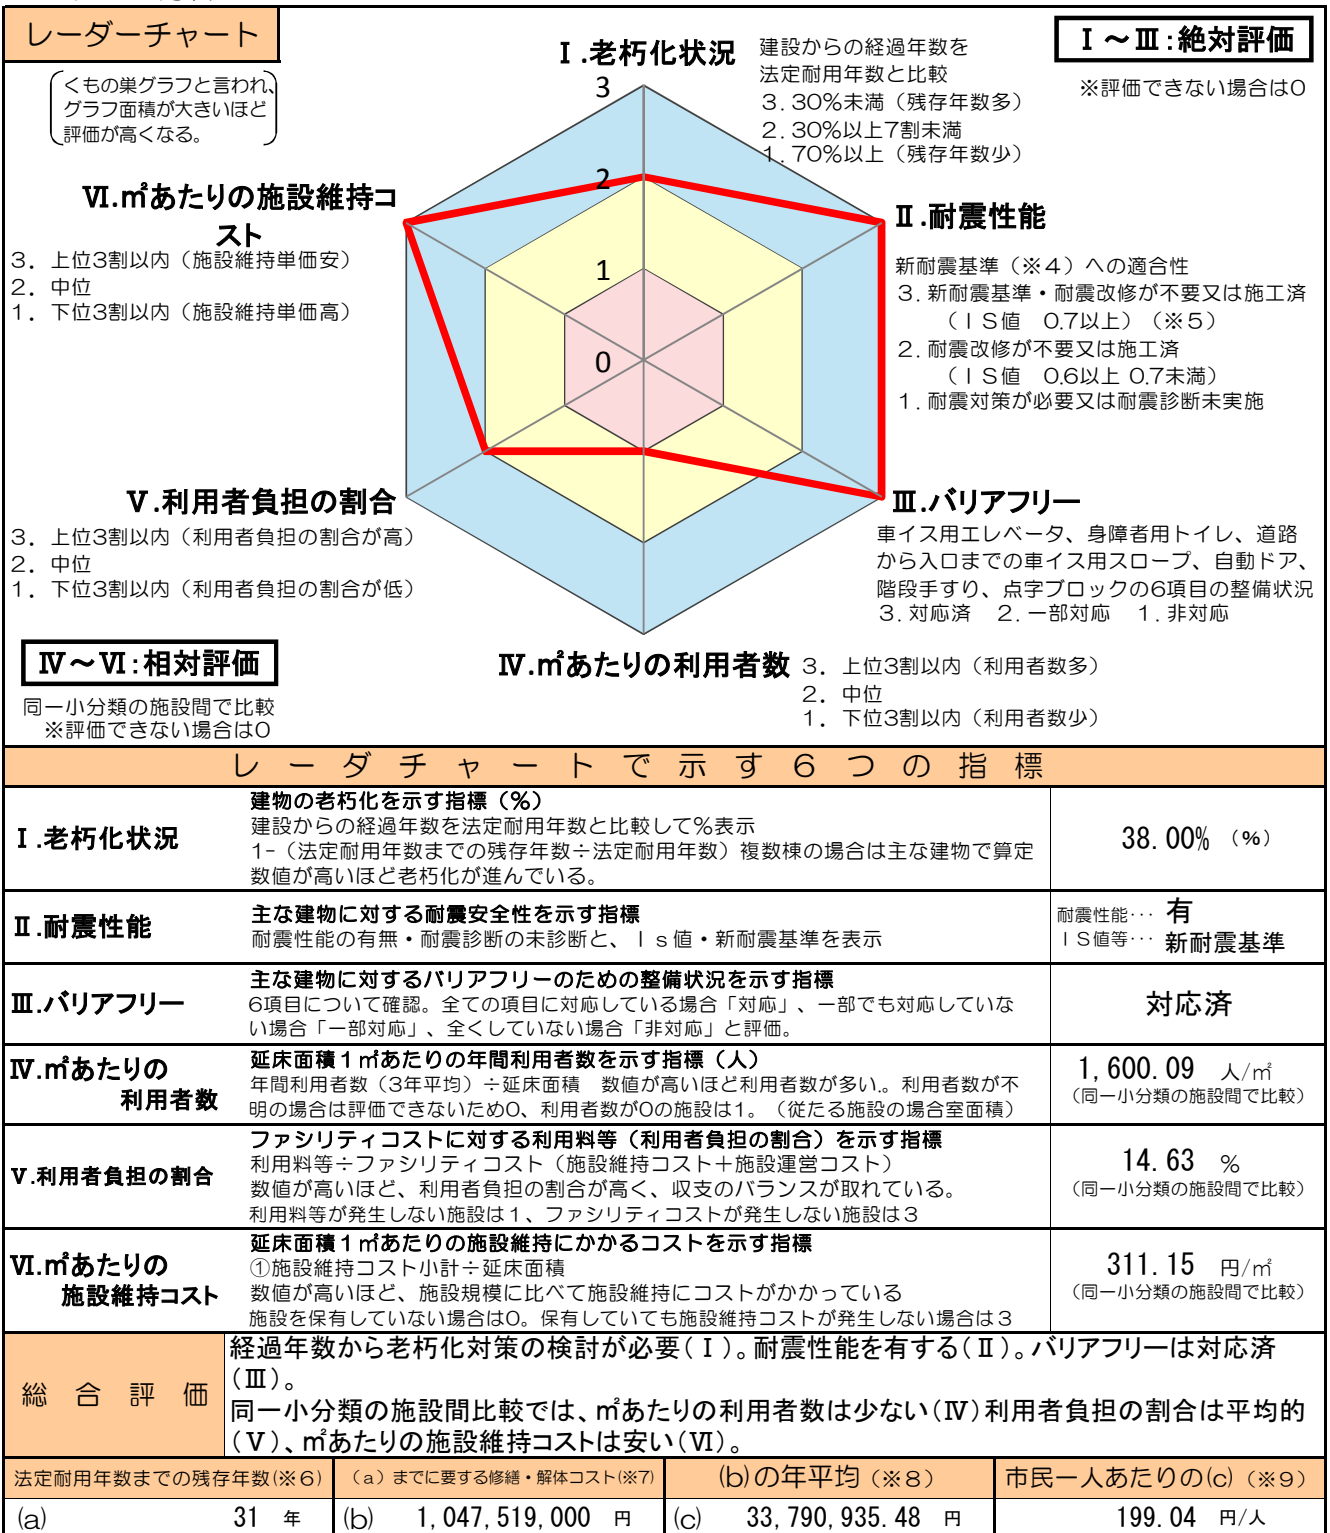 レーダーチャート
くもの巣グラフと言われ、
グラフ面積が大きいほど
評価が高くなる。
Ⅰ.老朽化状況
建設からの経過年数を
法定耐用年数と比較
3.30%未満（残存年数多）
2.30%以上7割未満
1.70%以上（残存年数少）
Ⅰ～Ⅲ:絶対評価
※評価できない場合は0
3
2
1
0
Ⅵ.㎡あたりの施設維持コ
スト
3．上位3割以内（施設維持単価安）
2．中位
1．下位3割以内（施設維持単価高）
Ⅱ.耐震性能
新耐震基準（※4）への適合性
3.新耐震基準・耐震改修が不要又は施工済
（ＩＳ値　0.7以上）（※5）
2.耐震改修が不要又は施工済
（ＩＳ値　0.6以上 0.7未満）
1.耐震対策が必要又は耐震診断未実施
Ⅴ.利用者負担の割合
3．上位3割以内（利用者負担の割合が高）
2．中位
1．下位3割以内（利用者負担の割合が低）
Ⅲ.バリアフリー
車イス用エレベータ、身障者用トイレ、道路
から入口までの車イス用スロープ、自動ドア、
階段手すり、点字ブロックの6項目の整備状況
3.対応済　2.一部対応　1.非対応
Ⅳ～Ⅵ:相対評価
同一小分類の施設間で比較
※評価できない場合は0
Ⅳ.㎡あたりの利用者数
3．上位3割以内（利用者数多）
2．中位
1．下位3割以内（利用者数少）
レーダチャートで示す6つの指標
Ⅰ.老朽化状況
建物の老朽化を示す指標（%）
建設からの経過年数を法定耐用年数と比較して%表示
1-（法定耐用年数までの残存年数÷法定耐用年数）複数棟の場合は主な建物で算定
数値が高いほど老朽化が進んでいる。
38.00% （%）
Ⅱ.耐震性能
主な建物に対する耐震安全性を示す指標
耐震性能の有無・耐震診断の未診断と、Ｉｓ値・新耐震基準を表示
耐震性能… 有
ＩＳ値等… 新耐震基準
Ⅲ.バリアフリー
主な建物に対するバリアフリーのための整備状況を示す指標
6項目について確認。全ての項目に対応している場合「対応」、一部でも対応していな
い場合「一部対応」、全くしていない場合「非対応」と評価。
対応済
Ⅳ.㎡あたりの
利用者数
延床面積１㎡あたりの年間利用者数を示す指標（人）
年間利用者数（3年平均）÷延床面積　数値が高いほど利用者数が多い。利用者数が不
明の場合は評価できないため0、利用者数が0の施設は1。（従たる施設の場合室面積）
1,600.09 人/㎡
（同一小分類の施設間で比較）
Ⅴ.利用者負担の割合
ファシリティコストに対する利用料等（利用者負担の割合）を示す指標
利用料等÷ファシリティコスト（施設維持コスト＋施設運営コスト）
数値が高いほど、利用者負担の割合が高く、収支のバランスが取れている。
利用料等が発生しない施設は１、ファシリティコストが発生しない施設は３
14.63 %
（同一小分類の施設間で比較）
Ⅵ.㎡あたりの
施設維持コスト
延床面積１㎡あたりの施設維持にかかるコストを示す指標
①施設維持コスト小計÷延床面積
数値が高いほど、施設規模に比べて施設維持にコストがかかっている
施設を保有していない場合は0。保有していても施設維持コストが発生しない場合は３
311.15 円/㎡
（同一小分類の施設間で比較）
総合評価
経過年数から老朽化対策の検討が必要(Ⅰ)。耐震性能を有する(Ⅱ)。バリアフリーは対応済
(Ⅲ)。
同一小分類の施設間比較では、㎡あたりの利用者数は少ない(Ⅳ)利用者負担の割合は平均的
(Ⅴ)、㎡あたりの施設維持コストは安い(Ⅵ)。
法定耐用年数までの残存年数(※6)
（a）までに要する修繕・解体コスト(※7)
(b)の年平均（※8）
市民一人あたりの(c)（※9）
(a) 31 年
(b) 1,047,519,000 円
(c) 33,790,935.48 円
199.04 円/人